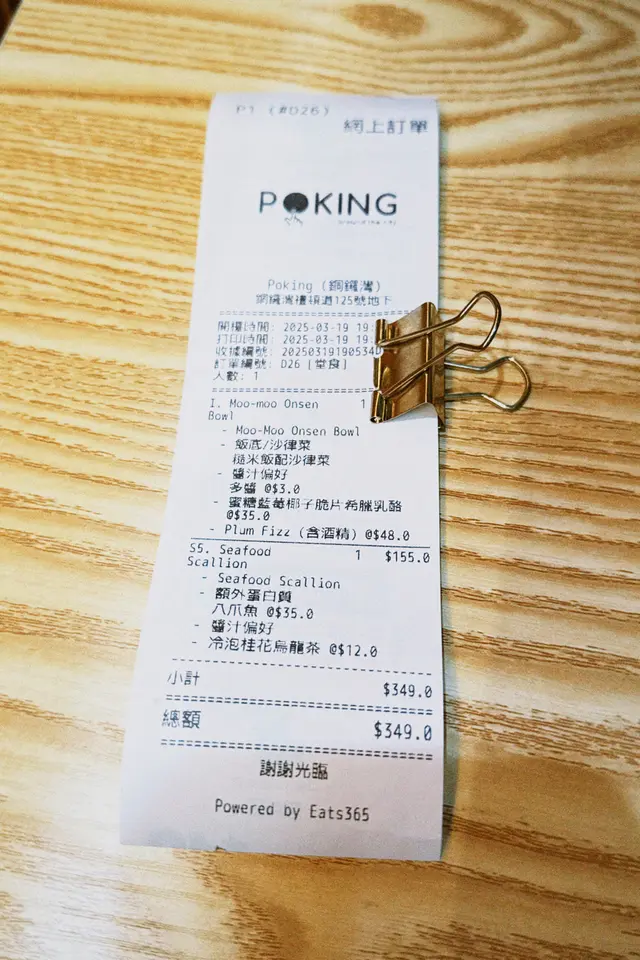 P1 (#D26)
網上訂單
POKING
Poking (銅鑼灣)
銅鑼灣禮頓道125號地下
開檯時間: 2025-03-19 19:
打印時間: 2025-03-19 19:
收據編號: 20250319190534
訂單編號: D26 [堂食]
人數: 1
1. Moo-moo Onsen 1
Bowl
- Moo-Moo Onsen Bowl
- 飯底/沙律菜
糙米飯配沙律菜
- 醬汁偏好
多醬 @$3.0
- 蜜糖藍莓椰子脆片希臘乳酪
@$35.0
- Plum Fizz (含酒精) @$48.0
S5. Seafood 1 $155.0
Scallion
- Seafood Scallion
- 額外蛋白質
八爪魚 @$35.0
- 醬汁偏好
- 冷泡桂花烏龍茶 @$12.0
小計 $349.0
總額 $349.0
謝謝光臨
Powered by Eats365